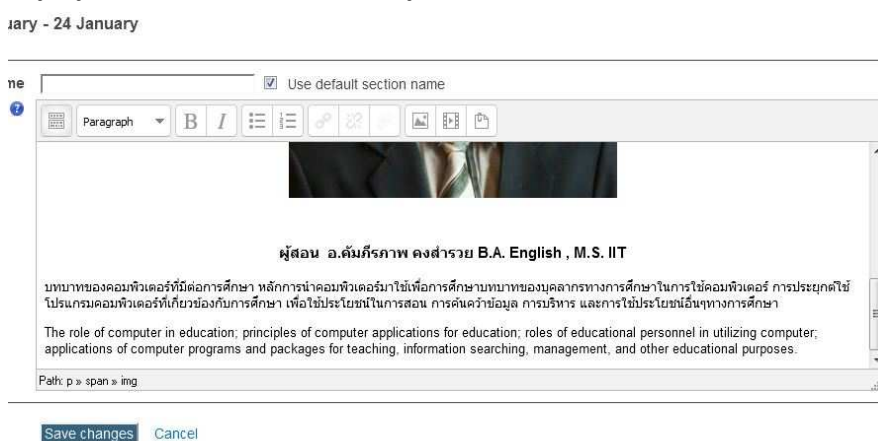 uary - 24 January
me
Use default section name
Paragraph
B I
ผู้สอน อ.คัมภีรภาพ คงสำรวย B.A. English , M.S. IIT
บทบาทของคอมพิวเตอร์ที่มีต่อการศึกษา หลักการนำคอมพิวเตอร์มาใช้เพื่อการศึกษาบทบาทของบุคลากรทางการศึกษาในการใช้คอมพิวเตอร์ การประยุกต์ใช้
โปรแกรมคอมพิวเตอร์ที่เกี่ยวข้องกับการศึกษา เพื่อใช้ประโยชน์ในการสอน การค้นคว้าข้อมูล การบริหาร และการใช้ประโยชน์อื่นๆทางการศึกษา
The role of computer in education; principles of computer applications for education; roles of educational personnel in utilizing computer;
applications of computer programs and packages for teaching, information searching, management, and other educational purposes.
Path: p » span » img
Save changes Cancel